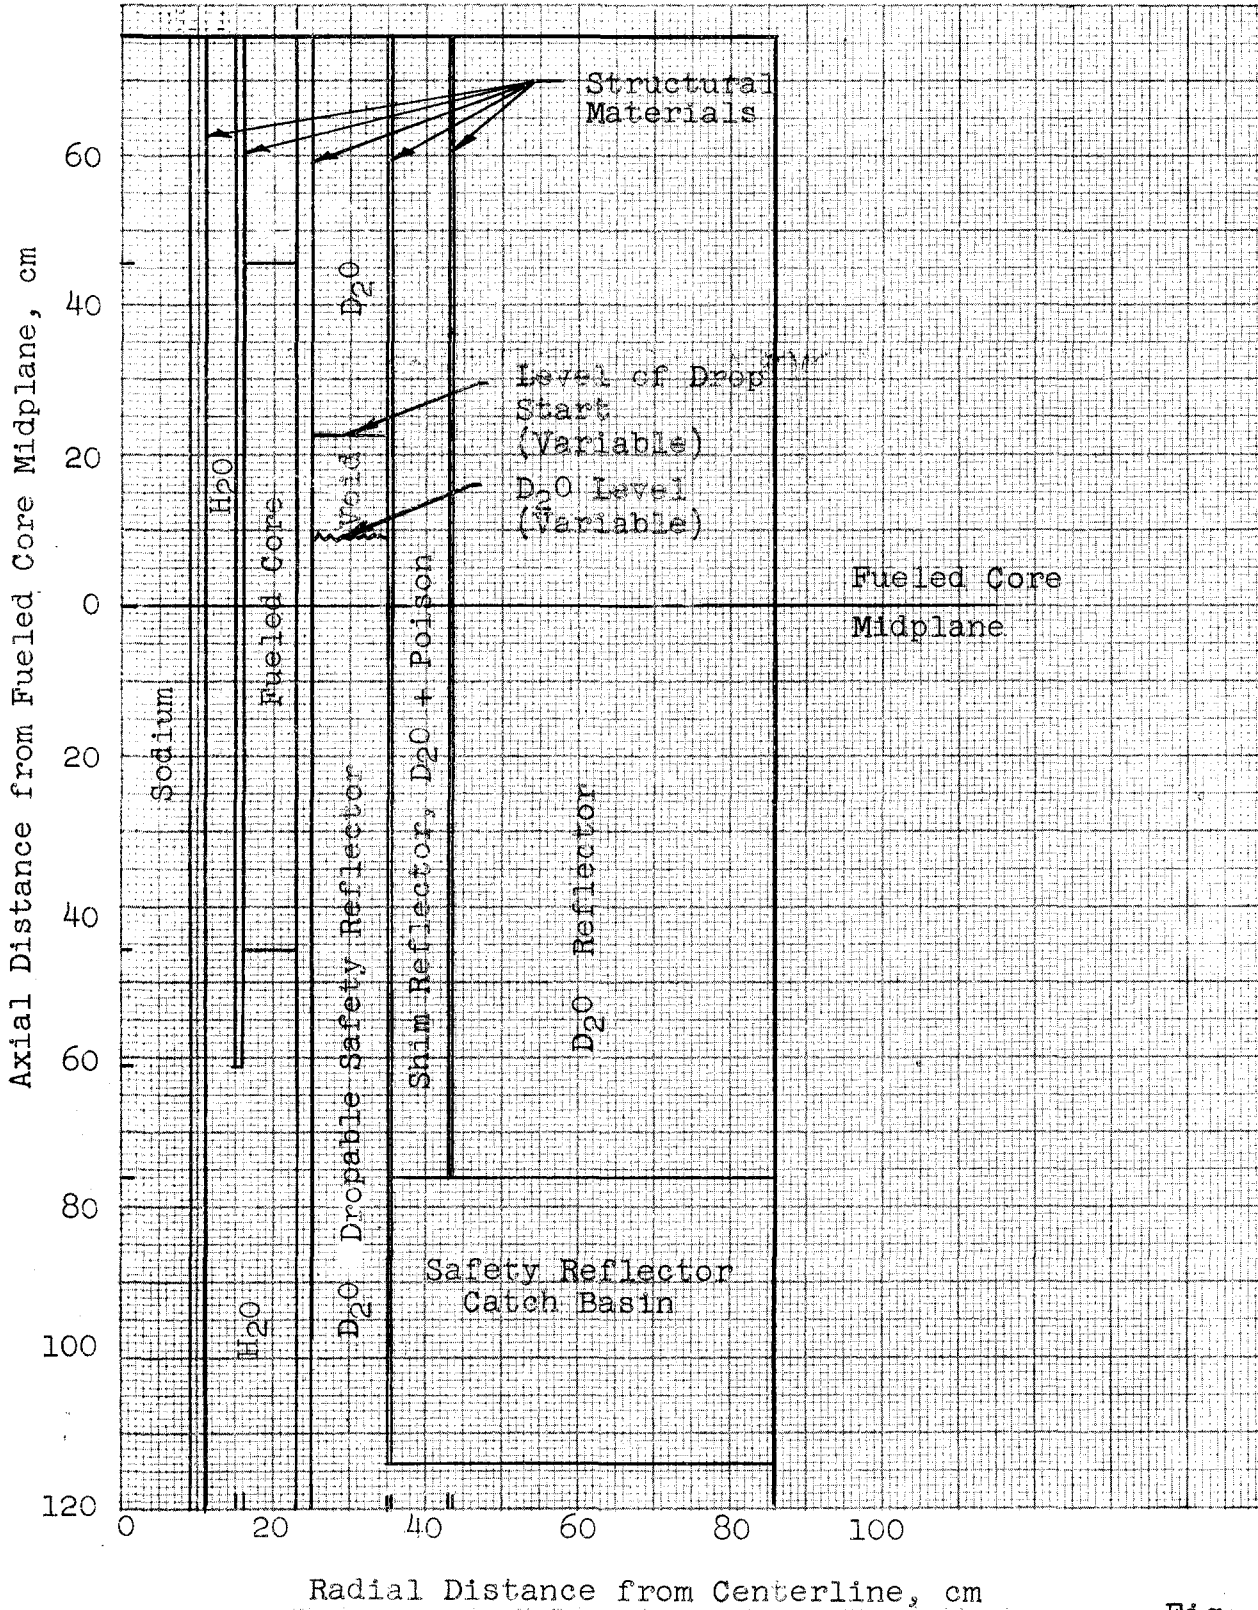 Structural
Materials
60
40
20
0
20
40
60
80
100
120
Axial Distance from Fueled Core Midplane, cm
D2O
Level of Drop
Start
(Variable)
Void
D2O Level
(Variable)
H2O
Fueled Core
Fueled Core
Midplane
Sodium
D2O Dropable Safety Reflector
Shim Reflector, D2O + Poison
D2O Reflector
Safety Reflector
Catch Basin
H2O
0
20
40
60
80
100
Radial Distance from Centerline, cm